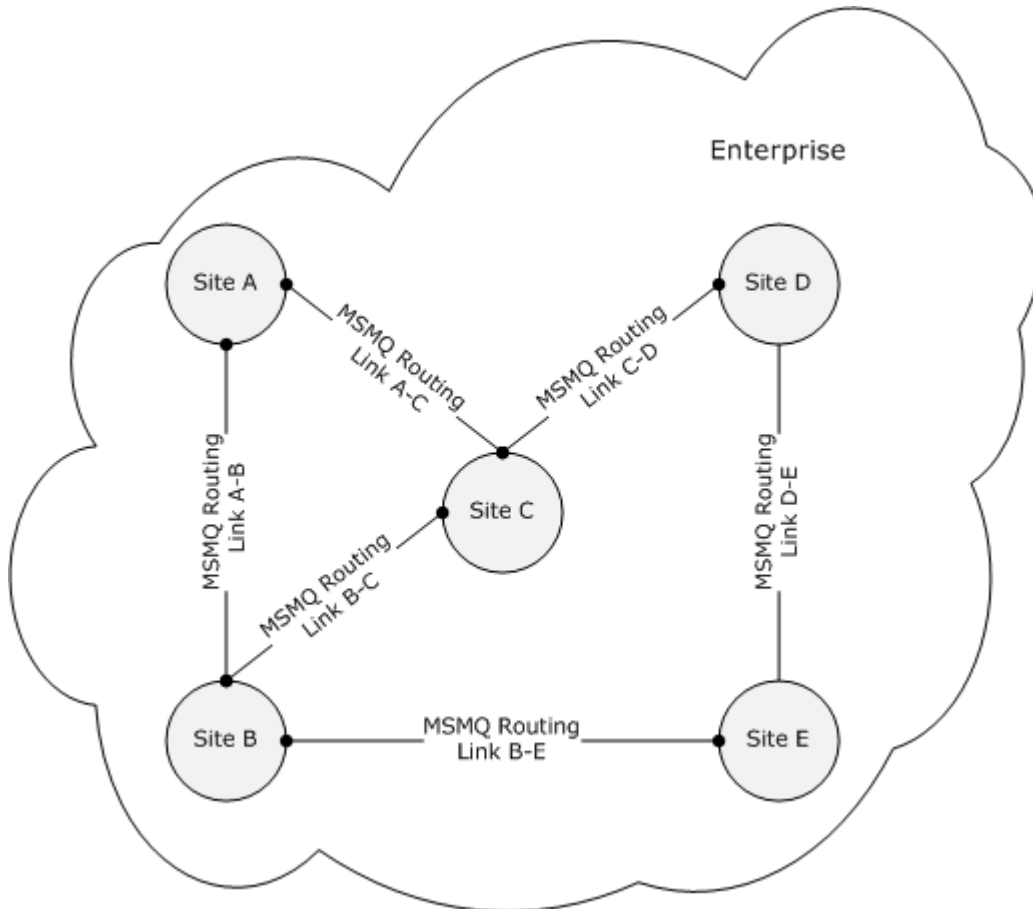 Enterprise
Site A
Site D
MSMQ Routing
Link A-C
MSMQ Routing
Link C-D
MSMQ Routing
Link A-B
Site C
MSMQ Routing
Link D-E
MSMQ Routing
Link B-C
Site B
MSMQ Routing
Link B-E
Site E